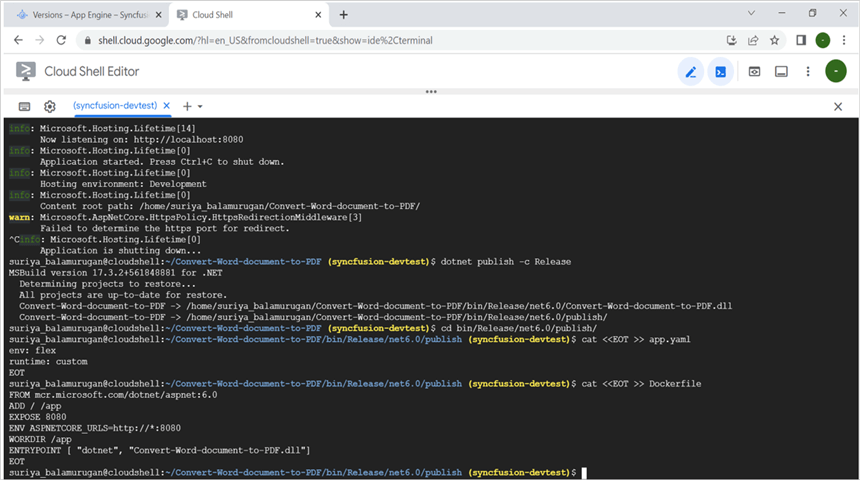 Versions – App Engine – Syncfusi
Cloud Shell
shell.cloud.google.com/?hl=en_US&fromcloudshell=true&show=ide%2Cterminal
Cloud Shell Editor
(syncfusion-devtest)
info: Microsoft.Hosting.Lifetime[14]
Now listening on: http://localhost:8080
info: Microsoft.Hosting.Lifetime[0]
Application started. Press Ctrl+C to shut down.
info: Microsoft.Hosting.Lifetime[0]
Hosting environment: Development
info: Microsoft.Hosting.Lifetime[0]
Content root path: /home/suriya_balamurugan/Convert-Word-document-to-PDF/
warn: Microsoft.AspNetCore.HttpsPolicy.HttpsRedirectionMiddleware[3]
Failed to determine the https port for redirect.
^Cinfo: Microsoft.Hosting.Lifetime[0]
Application is shutting down...
suriya_balamurugan@cloudshell:~/Convert-Word-document-to-PDF (syncfusion-devtest)$ dotnet publish -c Release
MSBuild version 17.3.2+561848881 for .NET
Determining projects to restore...
All projects are up-to-date for restore.
Convert-Word-document-to-PDF -> /home/suriya_balamurugan/Convert-Word-document-to-PDF/bin/Release/net6.0/Convert-Word-document-to-PDF.dll
Convert-Word-document-to-PDF -> /home/suriya_balamurugan/Convert-Word-document-to-PDF/bin/Release/net6.0/publish/
suriya_balamurugan@cloudshell:~/Convert-Word-document-to-PDF (syncfusion-devtest)$ cd bin/Release/net6.0/publish/
suriya_balamurugan@cloudshell:~/Convert-Word-document-to-PDF/bin/Release/net6.0/publish (syncfusion-devtest)$ cat <<EOT >> app.yaml
env: flex
runtime: custom
EOT
suriya_balamurugan@cloudshell:~/Convert-Word-document-to-PDF/bin/Release/net6.0/publish (syncfusion-devtest)$ cat <<EOT >> Dockerfile
FROM mcr.microsoft.com/dotnet/aspnet:6.0
ADD / /app
EXPOSE 8080
ENV ASPNETCORE_URLS=http://*:8080
WORKDIR /app
ENTRYPOINT [ "dotnet", "Convert-Word-document-to-PDF.dll"]
EOT
suriya_balamurugan@cloudshell:~/Convert-Word-document-to-PDF/bin/Release/net6.0/publish (syncfusion-devtest)$